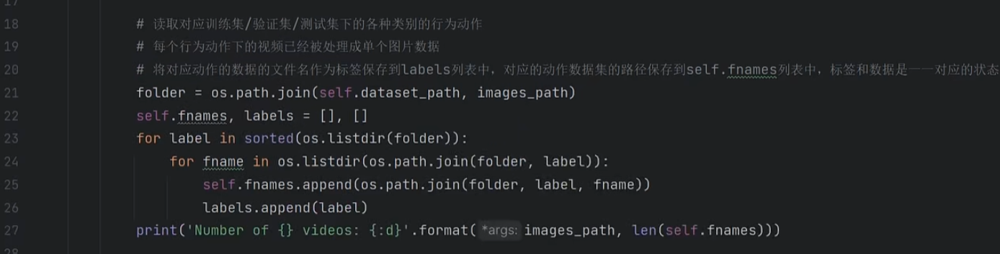 17
18 # 读取对应训练集/验证集/测试集下的各种类别的行为动作
19 # 每个行为动作下的视频已经被处理成单个图片数据
20 # 将对应动作的数据的文件名作为标签保存到labels列表中，对应的动作数据集的路径保存到self.fnames列表中，标签和数据是一一对应的状态
21 folder = os.path.join(self.dataset_path, images_path)
22 self.fnames, labels = [], []
23 for label in sorted(os.listdir(folder)):
24     for fname in os.listdir(os.path.join(folder, label)):
25         self.fnames.append(os.path.join(folder, label, fname))
26         labels.append(label)
27 print('Number of {} videos: {:d}'.format( *args: images_path, len(self.fnames)))
28